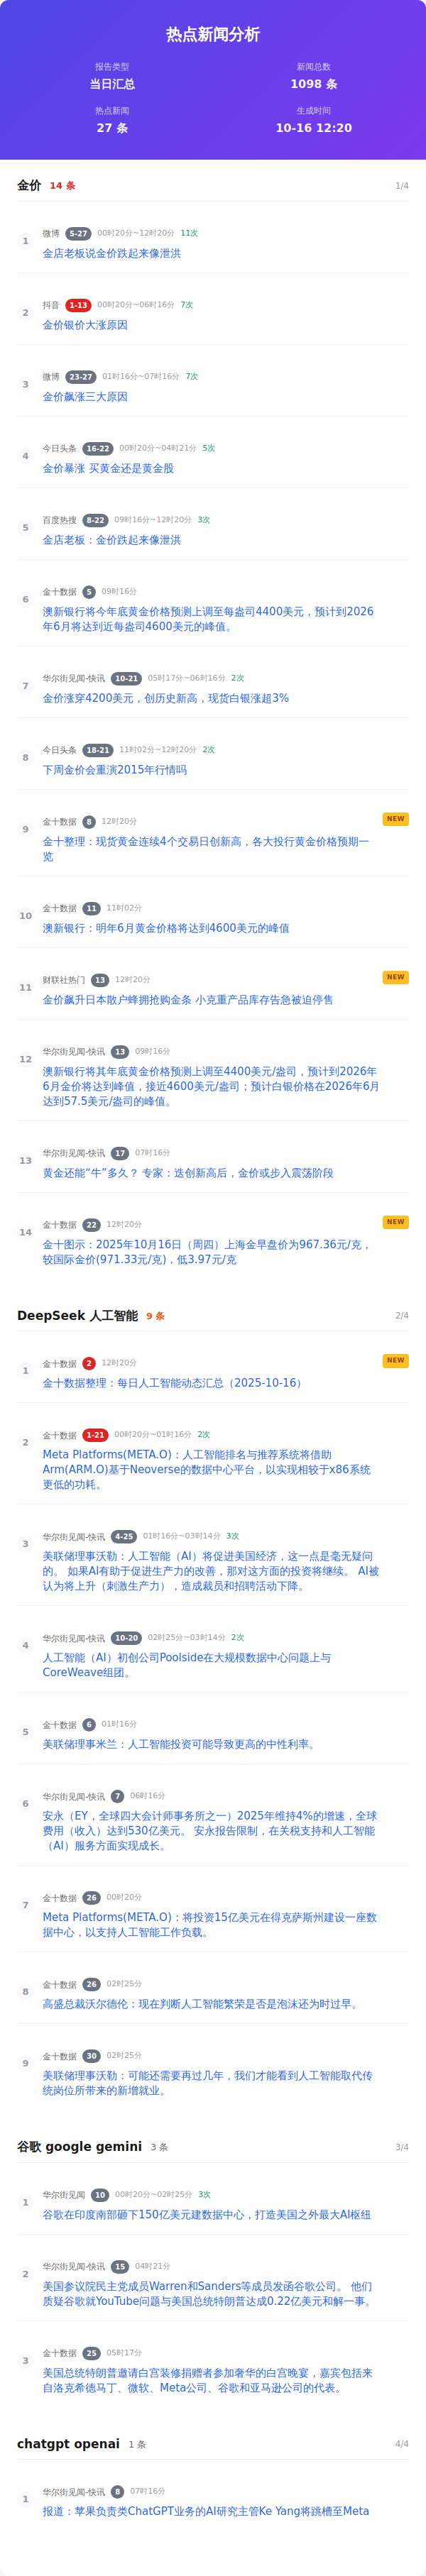 热点新闻分析
报告类型
新闻总数
当日汇总
1098 条
热点新闻
生成时间
27 条
10-16 12:20
金价 14 条 1/4
1 微博 5-27 00时20分~12时20分 11次
金店老板说金价跌起来像泄洪
2 抖音 1-13 00时20分~06时16分 7次
金价银价大涨原因
3 微博 23-27 01时16分~07时16分 7次
金价飙涨三大原因
4 今日头条 16-22 00时20分~04时21分 5次
金价暴涨 买黄金还是黄金股
5 百度热搜 8-22 09时16分~12时20分 3次
金店老板：金价跌起来像泄洪
6 金十数据 5 09时16分
澳新银行将今年底黄金价格预测上调至每盎司4400美元，预计到2026
年6月将达到近每盎司4600美元的峰值。
7 华尔街见闻-快讯 10-21 05时17分~06时16分 2次
金价涨穿4200美元，创历史新高，现货白银涨超3%
8 今日头条 18-21 11时02分~12时20分 2次
下周金价会重演2015年行情吗
9 金十数据 8 12时20分 NEW
金十整理：现货黄金连续4个交易日创新高，各大投行黄金价格预期一
览
10 金十数据 11 11时02分
澳新银行：明年6月黄金价格将达到4600美元的峰值
11 财联社热门 13 12时20分 NEW
金价飙升日本散户蜂拥抢购金条 小克重产品库存告急被迫停售
12 华尔街见闻-快讯 13 09时16分
澳新银行将其年底黄金价格预测上调至4400美元/盎司，预计到2026年
6月金价将达到峰值，接近4600美元/盎司；预计白银价格在2026年6月
达到57.5美元/盎司的峰值。
13 华尔街见闻-快讯 17 07时16分
黄金还能“牛”多久？ 专家：迭创新高后，金价或步入震荡阶段
14 金十数据 22 12时20分 NEW
金十图示：2025年10月16日（周四）上海金早盘价为967.36元/克，
较国际金价(971.33元/克)，低3.97元/克
DeepSeek 人工智能 9 条 2/4
1 金十数据 2 12时20分 NEW
金十数据整理：每日人工智能动态汇总（2025-10-16）
2 金十数据 1-21 00时20分~01时16分 2次
Meta Platforms(META.O)：人工智能排名与推荐系统将借助
Arm(ARM.O)基于Neoverse的数据中心平台，以实现相较于x86系统
更低的功耗。
3 华尔街见闻-快讯 4-25 01时16分~03时14分 3次
美联储理事沃勒：人工智能（AI）将促进美国经济，这一点是毫无疑问
的。 如果AI有助于促进生产力的改善，那对这方面的投资将继续。 AI被
认为将上升（刺激生产力），造成裁员和招聘活动下降。
4 华尔街见闻-快讯 10-20 02时25分~03时14分 2次
人工智能（AI）初创公司Poolside在大规模数据中心问题上与
CoreWeave组团。
5 金十数据 6 01时16分
美联储理事米兰：人工智能投资可能导致更高的中性利率。
6 华尔街见闻-快讯 7 06时16分
安永（EY，全球四大会计师事务所之一）2025年维持4%的增速，全球
费用（收入）达到530亿美元。 安永报告限制，在关税支持和人工智能
（AI）服务方面实现成长。
7 金十数据 26 00时20分
Meta Platforms(META.O)：将投资15亿美元在得克萨斯州建设一座数
据中心，以支持人工智能工作负载。
8 金十数据 26 02时25分
高盛总裁沃尔德伦：现在判断人工智能繁荣是否是泡沫还为时过早。
9 金十数据 30 02时25分
美联储理事沃勒：可能还需要再过几年，我们才能看到人工智能取代传
统岗位所带来的新增就业。
谷歌 google gemini 3 条 3/4
1 华尔街见闻 10 00时20分~02时25分 3次
谷歌在印度南部砸下150亿美元建数据中心，打造美国之外最大AI枢纽
2 华尔街见闻-快讯 15 04时21分
美国参议院民主党成员Warren和Sanders等成员发函谷歌公司。 他们
质疑谷歌就YouTube问题与美国总统特朗普达成0.22亿美元和解一事。
3 金十数据 25 05时17分
美国总统特朗普邀请白宫装修捐赠者参加奢华的白宫晚宴，嘉宾包括来
自洛克希德马丁、微软、Meta公司、谷歌和亚马逊公司的代表。
chatgpt openai 1 条 4/4
1 华尔街见闻-快讯 8 07时16分
报道：苹果负责类ChatGPT业务的AI研究主管Ke Yang将跳槽至Meta